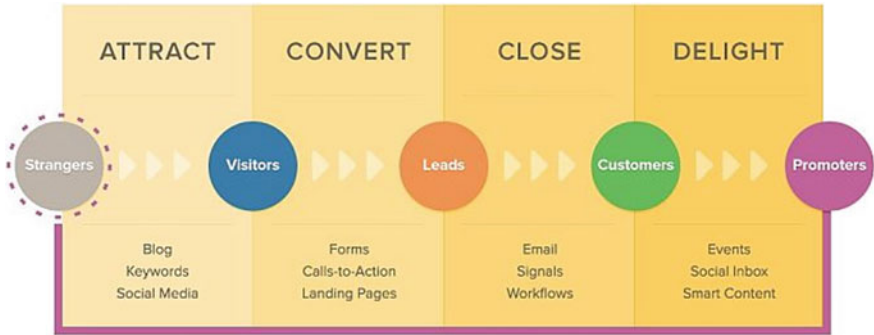 ATTRACT CONVERT CLOSE DELIGHT
Strangers Visitors Leads Customers Promoters
Blog Forms Email Events
Keywords Calls-to-Action Signals Social Inbox
Social Media Landing Pages Workflows Smart Content